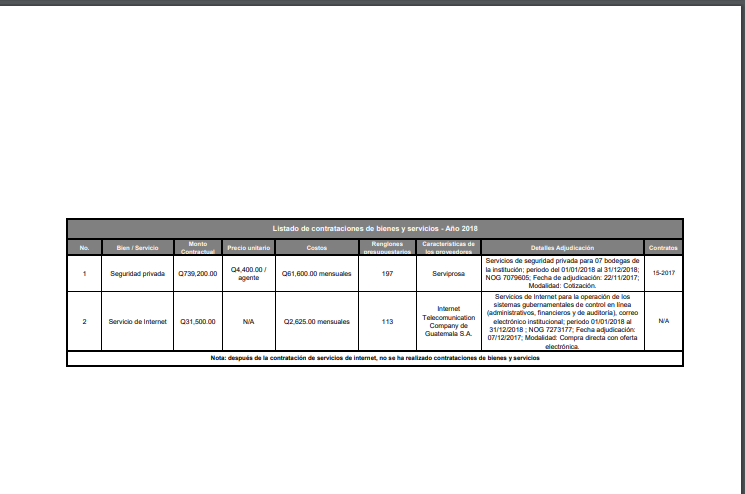 Listado de contrataciones de bienes y servicios - Año 2018
No. Bien / Servicio Monto Contractual Precio unitario Costos Renglones presupuestarios Características de los proveedores Detalles Adjudicación Contratos
1 Seguridad privada Q739,200.00 Q4,400.00 / agente Q61,600.00 mensuales 197 Serviprosa
Servicios de seguridad privada para 07 bodegas de
la institución; periodo del 01/01/2018 al 31/12/2018;
NOG 7079605; Fecha de adjudicación: 22/11/2017;
Modalidad: Cotización.
15-2017
2 Servicio de Internet Q31,500.00 N/A Q2,625.00 mensuales 113
Internet
Telecomunication
Company de
Guatemala S.A.
Servicios de Internet para la operación de los
sistemas gubernamentales de control en línea
(administrativos, financieros y de auditoría), correo
electrónico institucional; periodo 01/01/2018 al
31/12/2018 ; NOG 7273177; Fecha adjudicación:
07/12/2017; Modalidad: Compra directa con oferta
electrónica.
N/A
Nota: después de la contratación de servicios de internet, no se ha realizado contrataciones de bienes y servicios